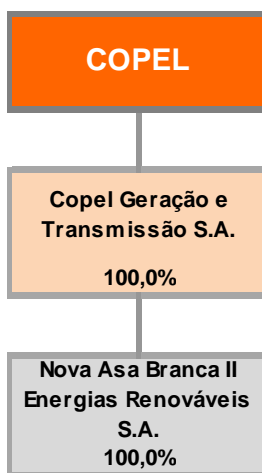 COPEL
Copel Geração e
Transmissão S.A.
100,0%
Nova Asa Branca II
Energias Renováveis
S.A.
100,0%